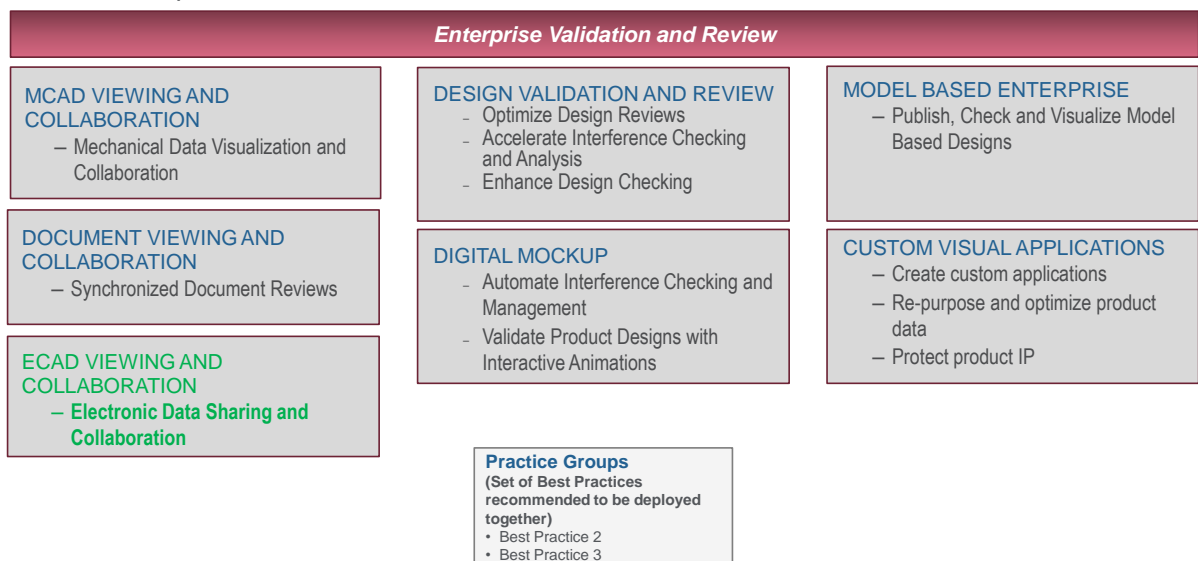 Enterprise Validation and Review
MCAD VIEWING AND
COLLABORATION
– Mechanical Data Visualization and
Collaboration
DOCUMENT VIEWING AND
COLLABORATION
– Synchronized Document Reviews
ECAD VIEWING AND
COLLABORATION
– Electronic Data Sharing and
Collaboration
DESIGN VALIDATION AND REVIEW
– Optimize Design Reviews
– Accelerate Interference Checking
and Analysis
– Enhance Design Checking
DIGITAL MOCKUP
– Automate Interference Checking and
Management
– Validate Product Designs with
Interactive Animations
MODEL BASED ENTERPRISE
– Publish, Check and Visualize Model
Based Designs
CUSTOM VISUAL APPLICATIONS
– Create custom applications
– Re-purpose and optimize product
data
– Protect product IP
Practice Groups
(Set of Best Practices
recommended to be deployed
together)
• Best Practice 2
• Best Practice 3